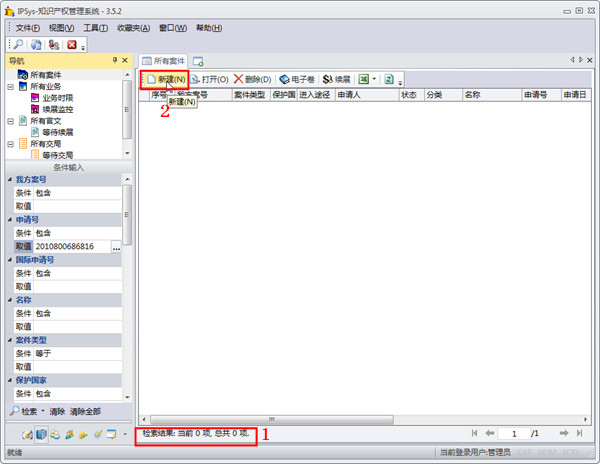 IPSys-知识产权管理系统 - 3.5.2
文件(F) 视图(V) 工具(T) 收藏夹(A) 窗口(W) 帮助(H)
导航
所有案件
所有业务
业务时限
续展监控
所有官文
等待续展
所有交局
等待交局
条件输入
我方案号
条件 包含
取值
申请号
条件 包含
取值 2010800686816 ...
国际申请号
条件 包含
取值
名称
条件 包含
取值
案件类型
条件 等于
取值
保护国家
条件 包含
检索 清除 清除全部
所有案件
新建(N) 打开(O) 删除(D) 电子卷 续展
序号 我方案号 案件类型 保护国 进入途径 申请人 状态 分类 名称 申请号 申请日
新建(N)
2
检索结果: 当前 0 项, 总共 0 项.
1
1 /1
就绪
当前登录用户:管理员 CAP NUM SCRL